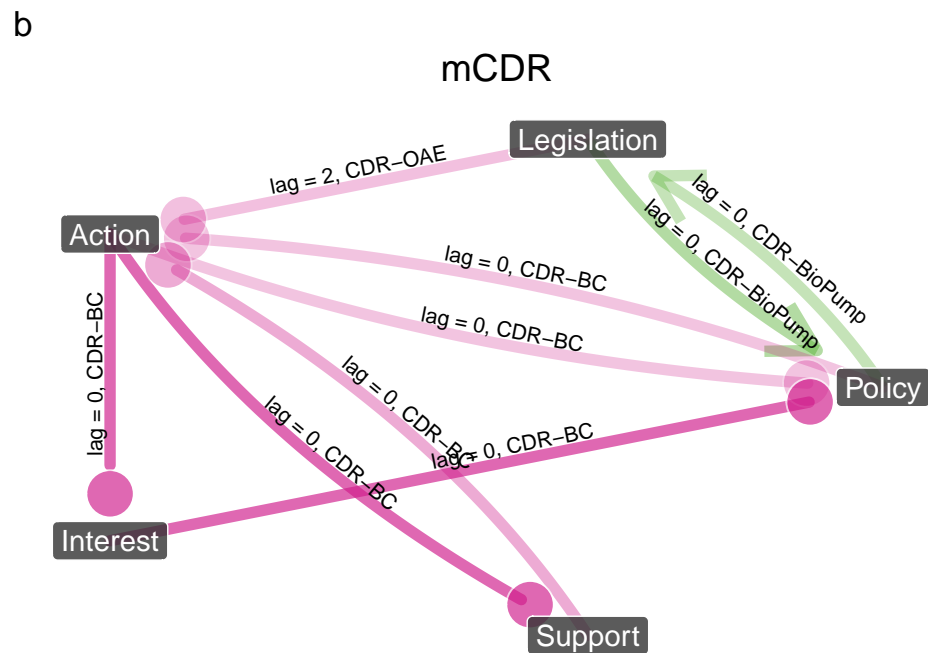 b
mCDR
Legislation
lag = 2, CDR−OAE
Action
lag = 0, CDR−BioPump
lag = 0, CDR−BioPump
lag = 0, CDR−BC
lag = 0, CDR−BC
lag = 0, CDR−BC
lag = 0, CDR−BC
Policy
lag = 0, CDR−BC
lag = 0, CDR−BC
Interest
Support